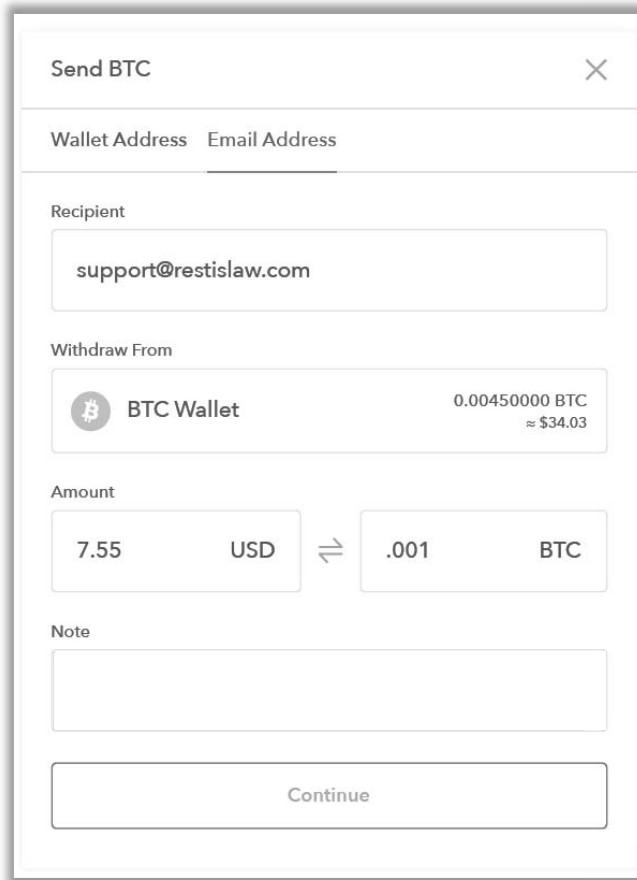 Send BTC
Wallet Address Email Address
Recipient
support@restislaw.com
Withdraw From
BTC Wallet 0.00450000 BTC
≈ $34.03
Amount
7.55 USD ⇌ .001 BTC
Note
Continue